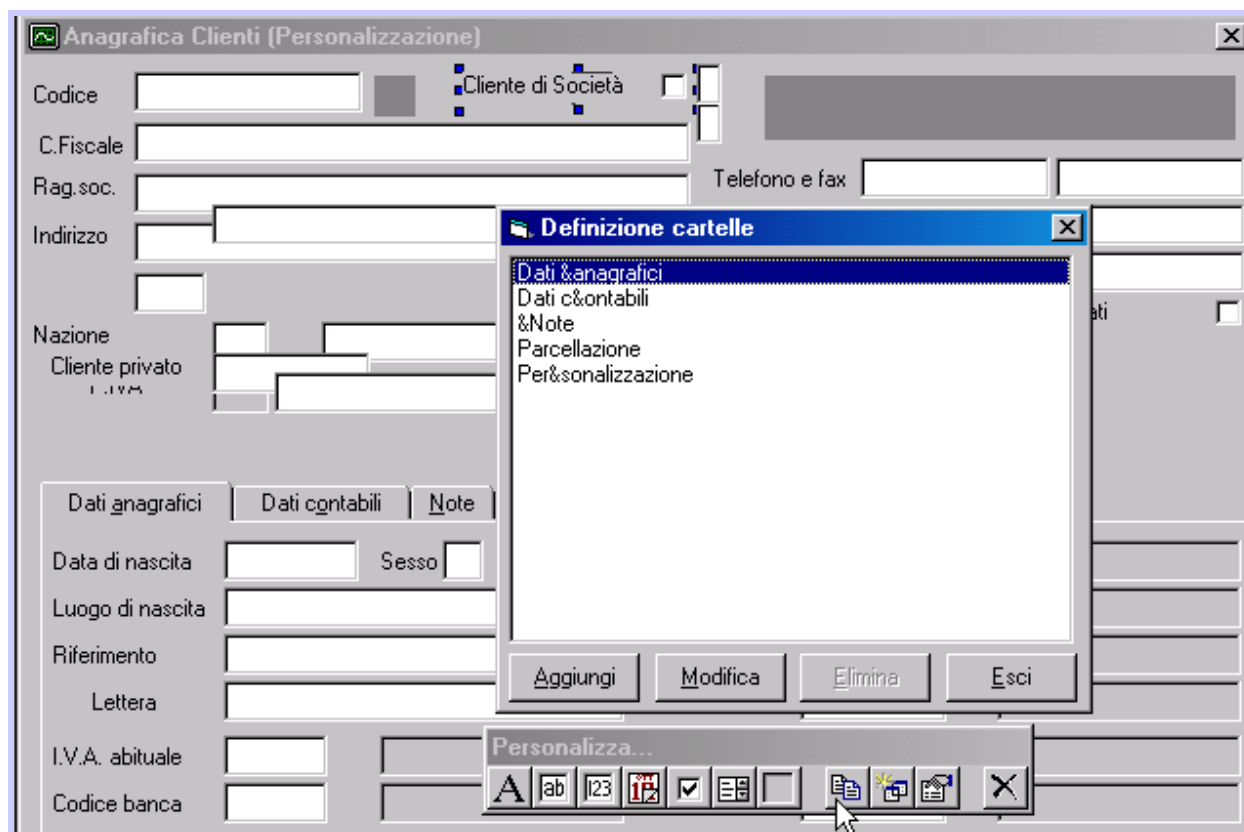 Anagrafica Clienti (Personalizzazione)
Codice
Cliente di Società
C.Fiscale
Rag.soc.
Telefono e fax
Indirizzo
Nazione
Cliente privato
Definizione cartelle
Dati &anagrafici
Dati c&ontabili
&Note
Parcellazione
Per&sonalizzazione
Aggiungi
Modifica
Elimina
Esci
Dati anagrafici
Dati contabili
Note
Data di nascita
Sesso
Luogo di nascita
Riferimento
Lettera
I.V.A. abituale
Codice banca
Personalizza...
A
ab
123